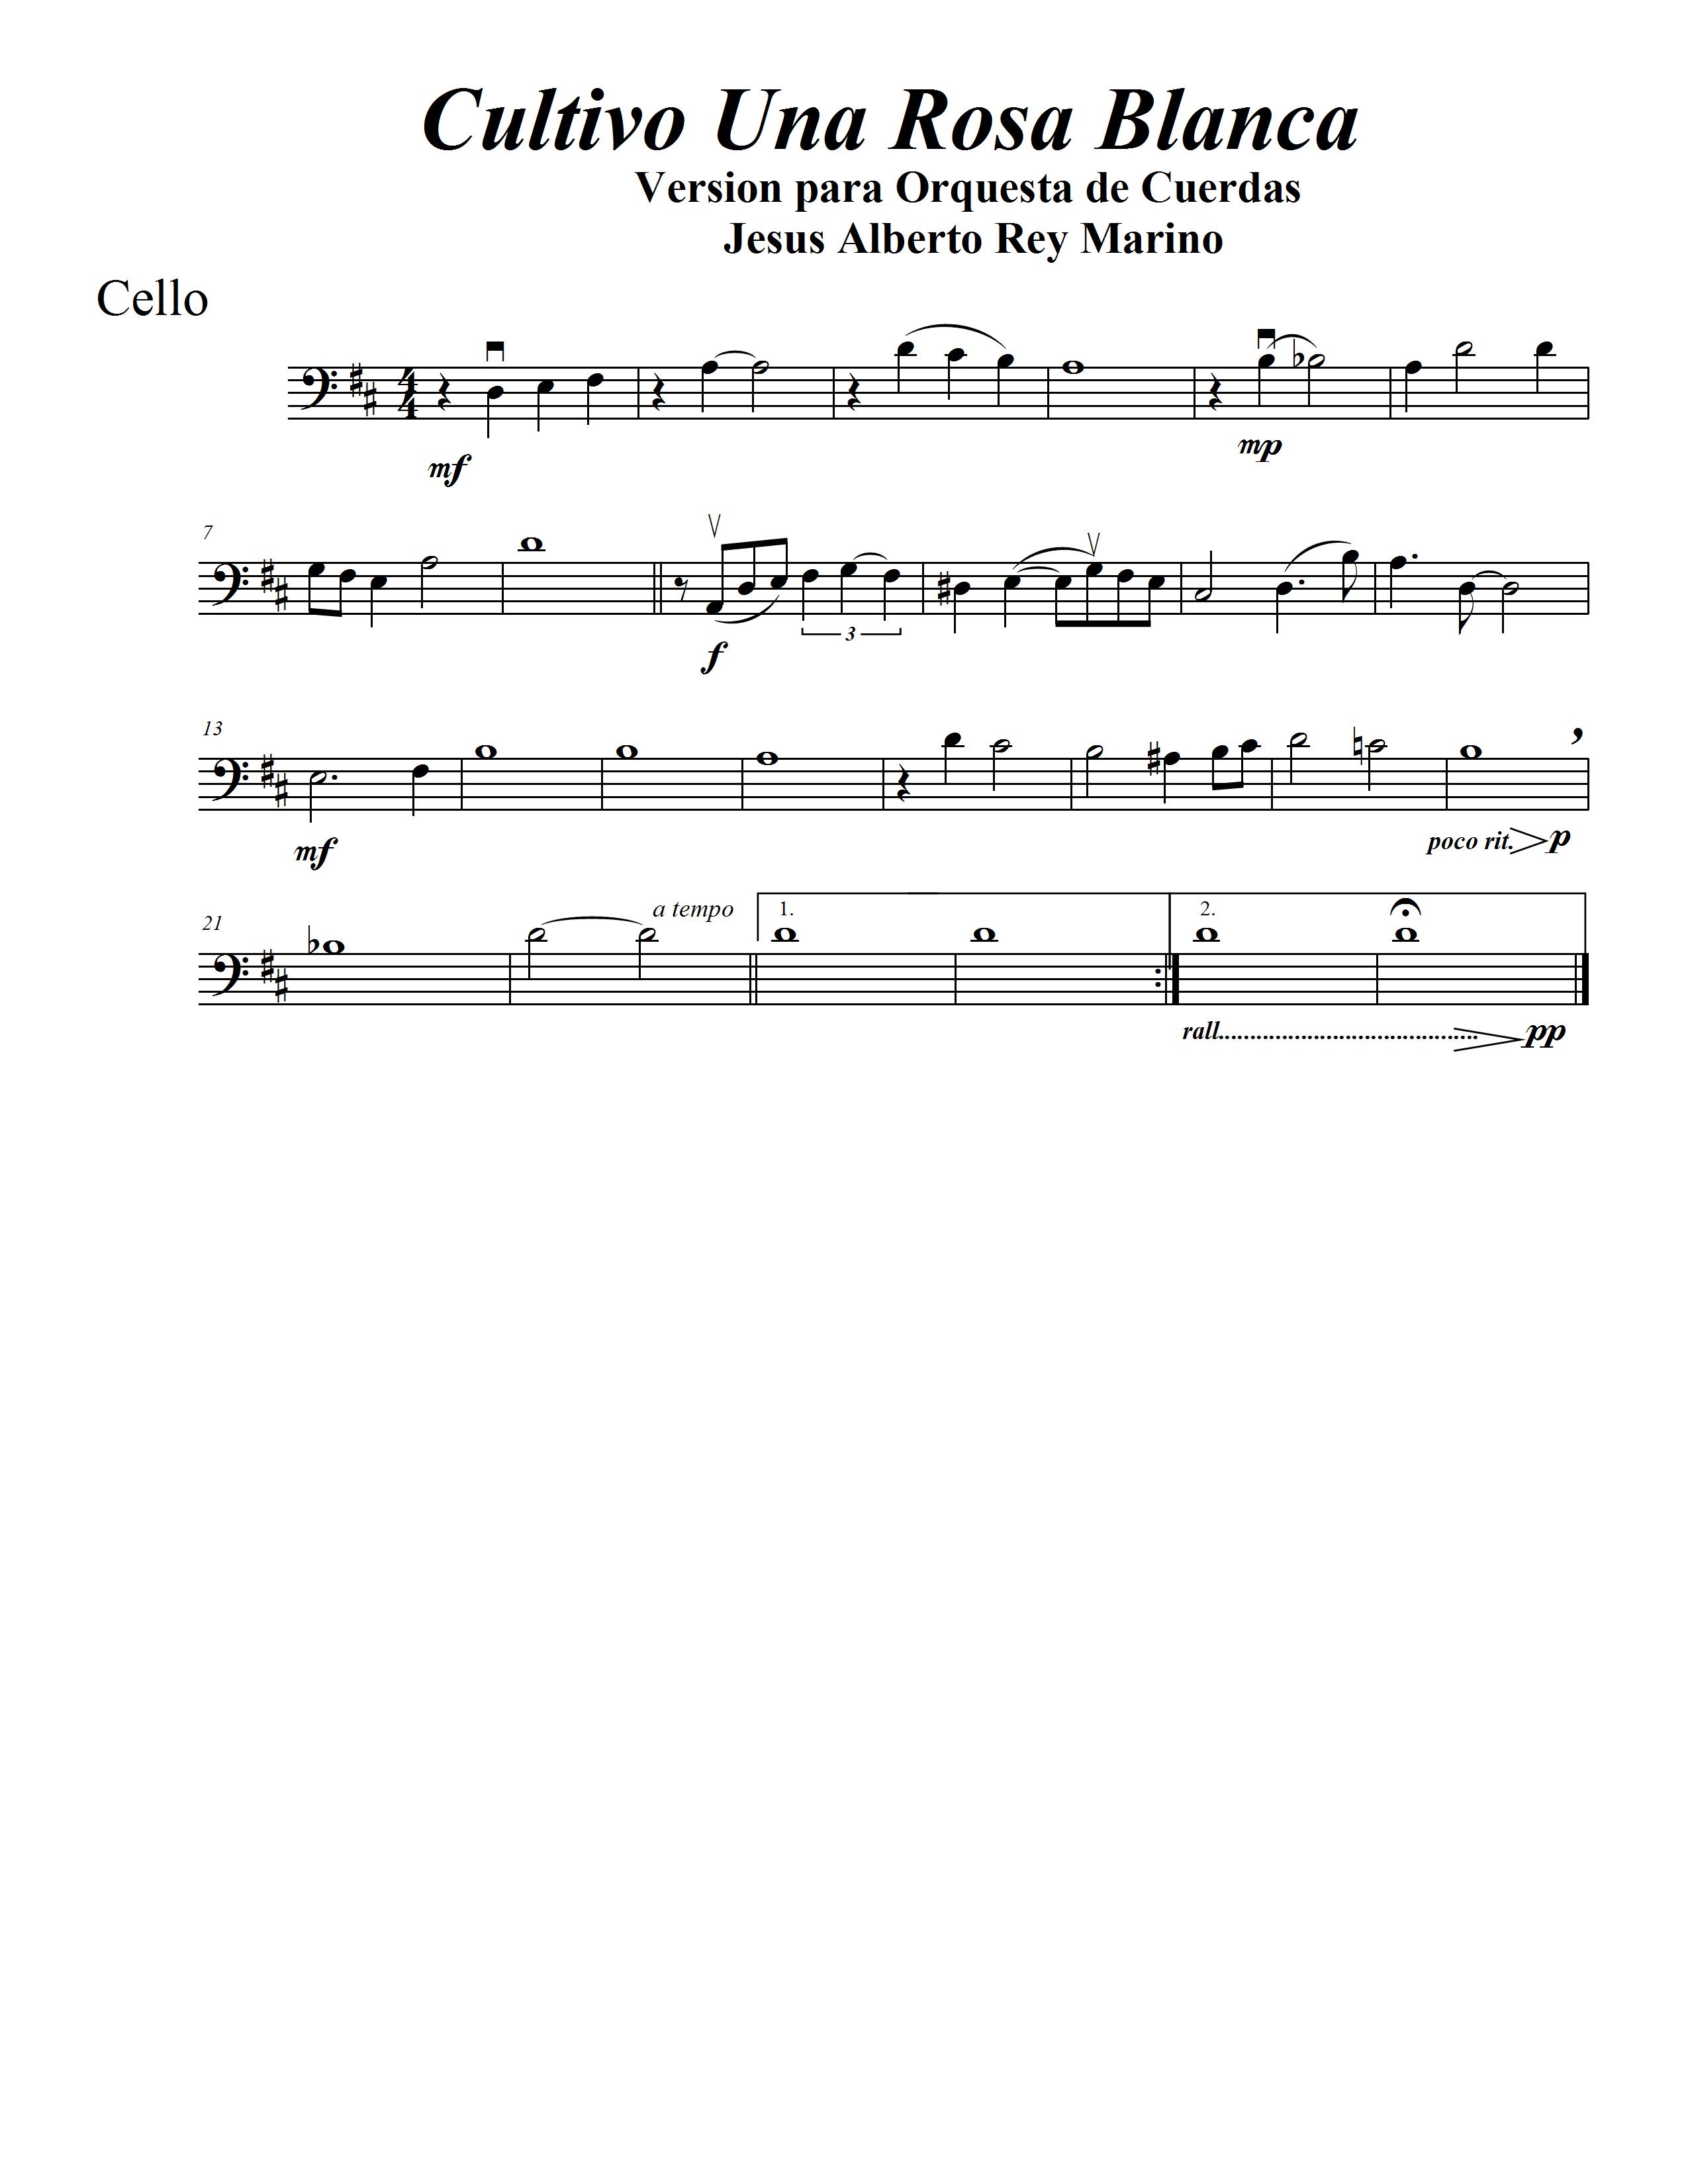 Cultivo Una Rosa Blanca
Version para Orquesta de Cuerdas
Jesus Alberto Rey Marino
Cello
4
4
mf
mp
7
3
f
13
mf
poco rit.
p
21
a tempo
1.
2.
rall.........................................
pp